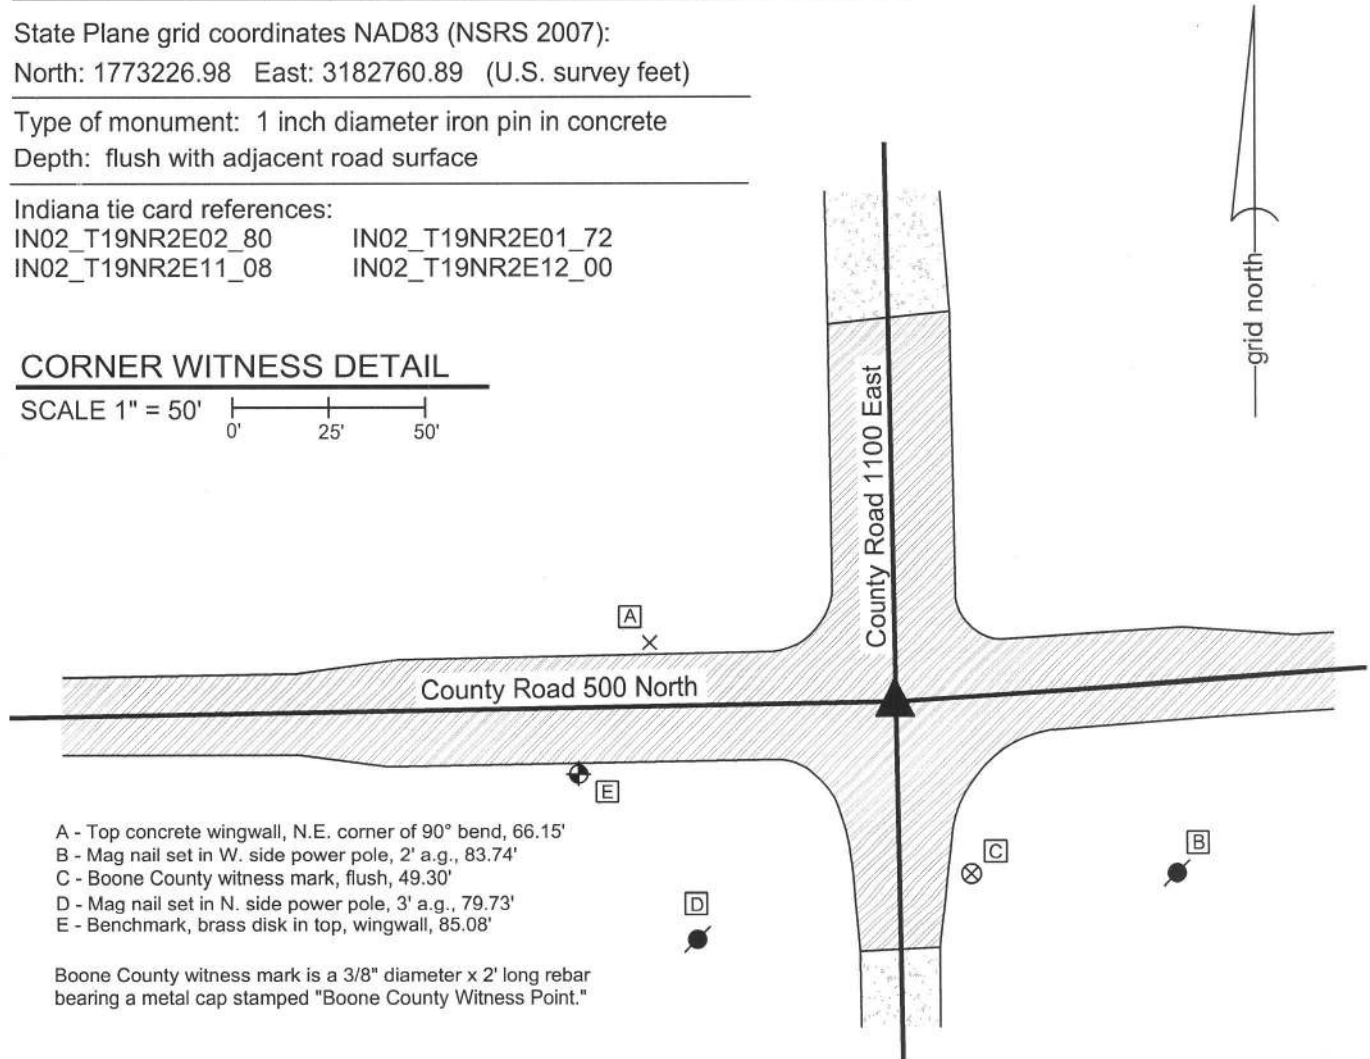 State Plane grid coordinates NAD83 (NSRS 2007):
North: 1773226.98 East: 3182760.89 (U.S. survey feet)
Type of monument: 1 inch diameter iron pin in concrete
Depth: flush with adjacent road surface
Indiana tie card references:
IN02_T19NR2E02_80 IN02_T19NR2E01_72
IN02_T19NR2E11_08 IN02_T19NR2E12_00
CORNER WITNESS DETAIL
SCALE 1" = 50'
0' 25' 50'
grid north
County Road 1100 East
A
County Road 500 North
E
A - Top concrete wingwall, N.E. corner of 90° bend, 66.15'
B - Mag nail set in W. side power pole, 2' a.g., 83.74'
C - Boone County witness mark, flush, 49.30'
D - Mag nail set in N. side power pole, 3' a.g., 79.73'
E - Benchmark, brass disk in top, wingwall, 85.08'
C
B
D
Boone County witness mark is a 3/8" diameter x 2' long rebar
bearing a metal cap stamped "Boone County Witness Point."